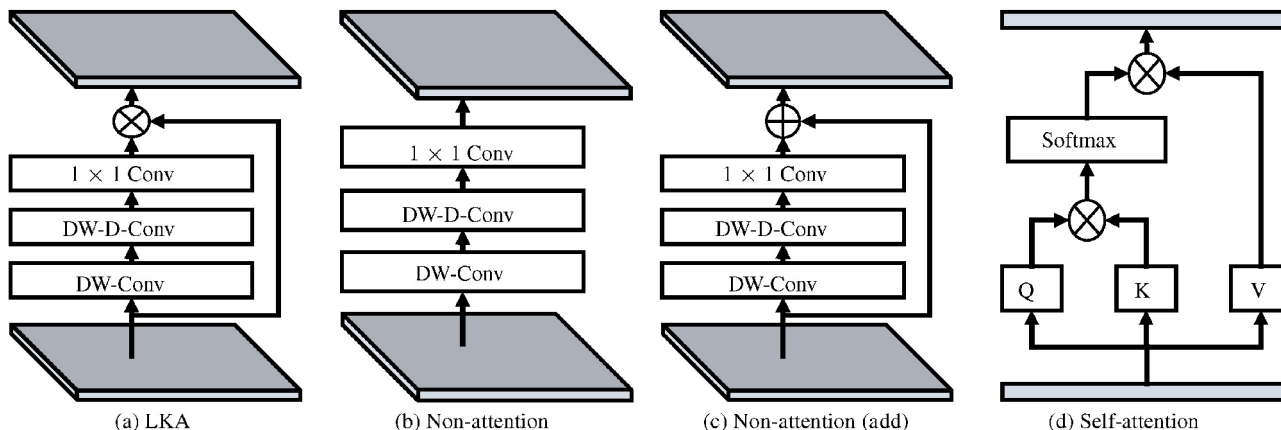 1 × 1 Conv
DW-D-Conv
DW-Conv
(a) LKA
1 × 1 Conv
DW-D-Conv
DW-Conv
(b) Non-attention
1 × 1 Conv
DW-D-Conv
DW-Conv
(c) Non-attention (add)
Softmax
Q K V
(d) Self-attention